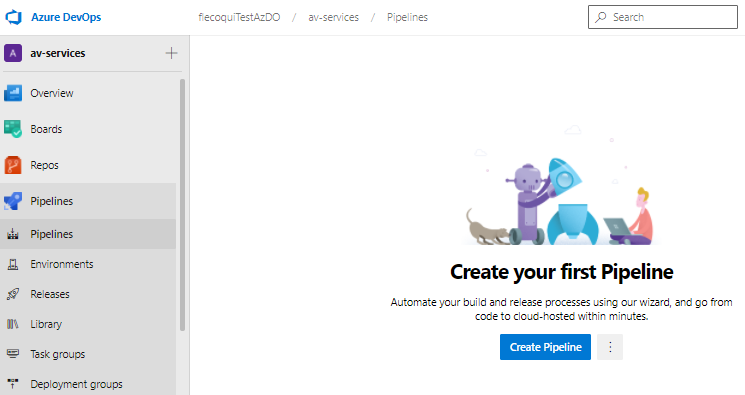 Azure DevOps
flecoquiTestAzDO / av-services / Pipelines
Search
A av-services
Overview
Boards
Repos
Pipelines
Pipelines
Environments
Releases
Library
Task groups
Deployment groups
Create your first Pipeline
Automate your build and release processes using our wizard, and go from
code to cloud-hosted within minutes.
Create Pipeline